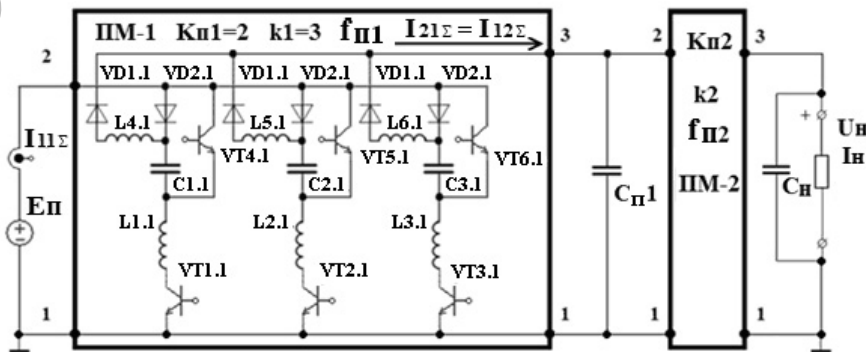 )
ПМ-1 Кп1=2 k1=3 fп1 I21Σ = I12Σ
2 3 2 Кп2 3
VD1.1 VD2.1 VD1.1 VD2.1 VD1.1 VD2.1
k2
L4.1 L5.1 L6.1
fп2
+ Uн
I11Σ
VT4.1 VT5.1 VT6.1
Iн
C1.1 C2.1 C3.1
Cп1 ПМ-2 Cн
Eп
L1.1 L2.1 L3.1
VT1.1 VT2.1 VT3.1
1 1 1 1